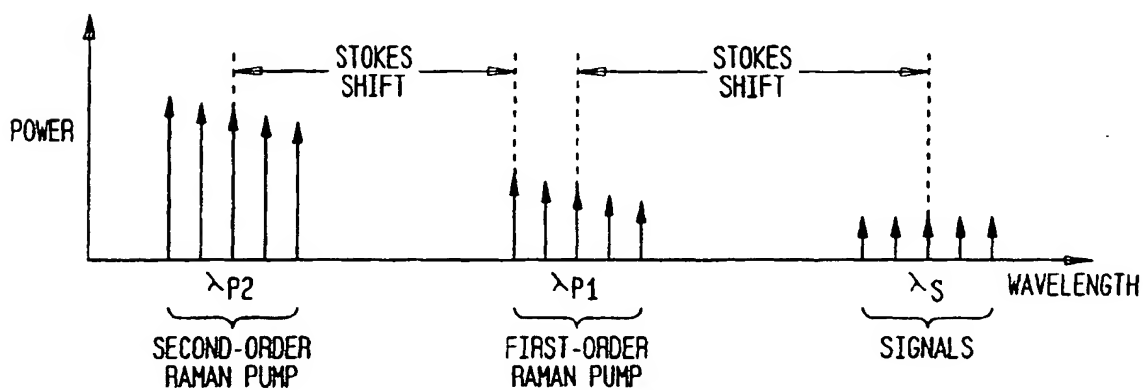 STOKES
SHIFT
STOKES
SHIFT
POWER
λP2
λP1
λS
WAVELENGTH
SECOND-ORDER
RAMAN PUMP
FIRST-ORDER
RAMAN PUMP
SIGNALS